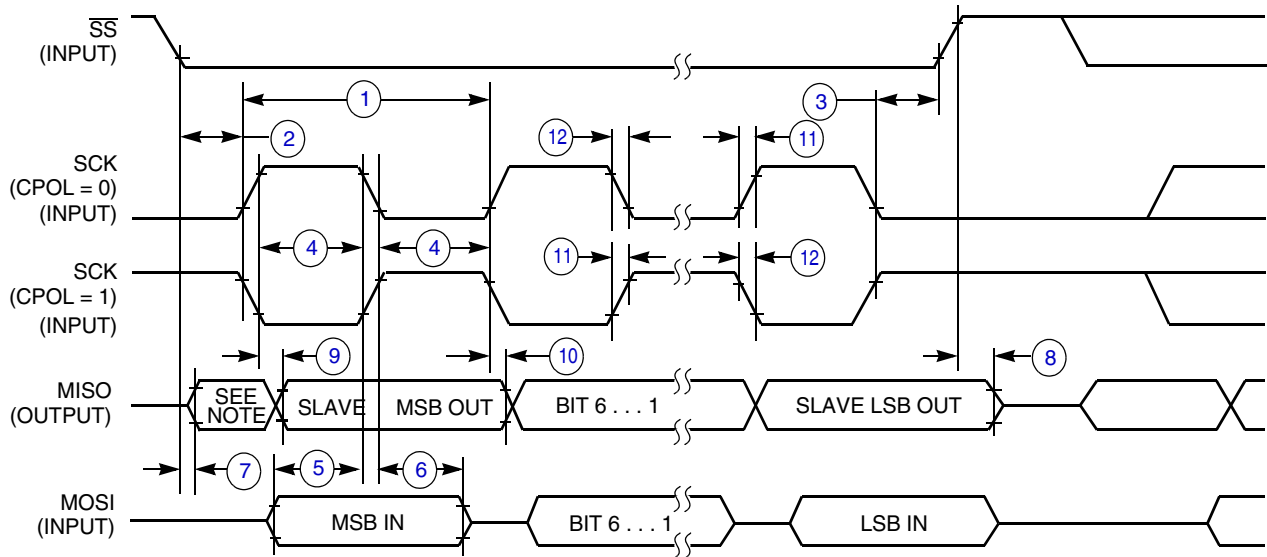 SS
(INPUT)
1
3
2
12
11
SCK
(CPOL = 0)
(INPUT)
4
4
11
12
SCK
(CPOL = 1)
(INPUT)
9
10
8
MISO
(OUTPUT)
SEE
NOTE
SLAVE
MSB OUT
BIT 6 . . . 1
SLAVE LSB OUT
7
5
6
MOSI
(INPUT)
MSB IN
BIT 6 . . . 1
LSB IN